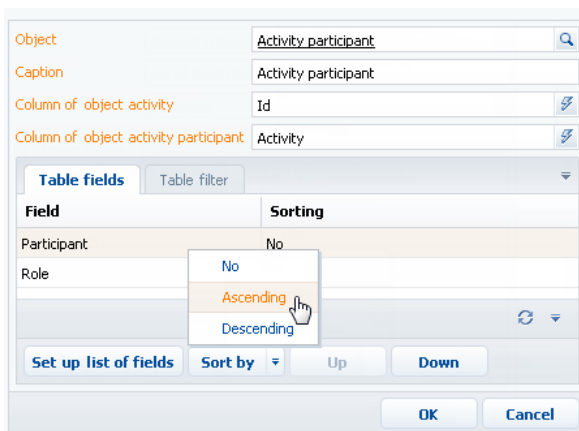 Object Activity participant
Caption Activity participant
Column of object activity Id
Column of object activity participant Activity
Table fields Table filter
Field Sorting
Participant No
Role
No
Ascending
Descending
Set up list of fields Sort by Up Down
OK Cancel